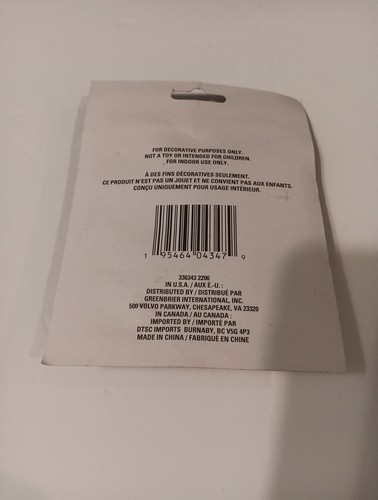 FOR DECORATIVE PURPOSES ONLY.
NOT A TOY OR INTENDED FOR CHILDREN.
FOR INDOOR USE ONLY.
À DES FINS DÉCORATIVES SEULEMENT.
CE PRODUIT N'EST PAS UN JOUET ET NE CONVIENT PAS AUX ENFANTS.
CONÇU UNIQUEMENT POUR USAGE INTÉRIEUR.
1 95464 04347 9
336343 2206
IN U.S.A. / AUX É.-U. :
DISTRIBUTED BY / DISTRIBUÉ PAR
GREENBRIER INTERNATIONAL, INC.
500 VOLVO PARKWAY, CHESAPEAKE, VA 23320
IN CANADA / AU CANADA :
IMPORTED BY / IMPORTÉ PAR
DTSC IMPORTS BURNABY, BC V5G 4P3
MADE IN CHINA / FABRIQUÉ EN CHINE